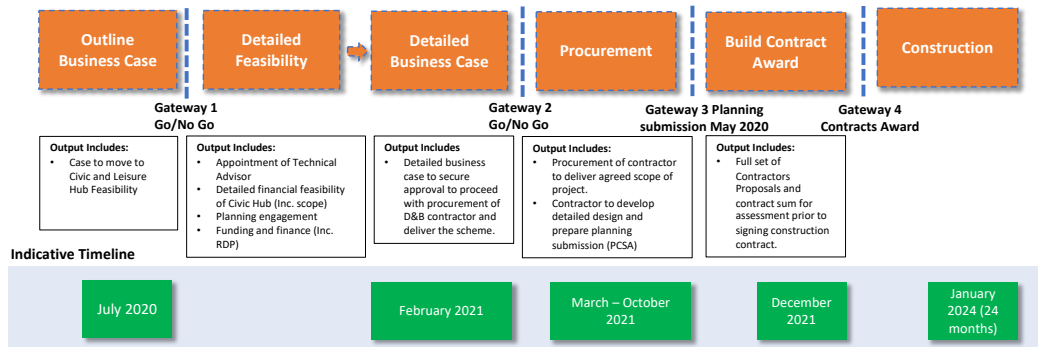 Outline
Business Case
Detailed
Feasibility
Detailed
Business Case
Procurement
Build Contract
Award
Construction
Gateway 1
Go/No Go
Gateway 2
Go/No Go
Gateway 3 Planning
submission May 2020
Gateway 4
Contracts Award
Output Includes:
• Case to move to
Civic and Leisure
Hub Feasibility
Output Includes:
• Appointment of Technical
Advisor
• Detailed financial feasibility
of Civic Hub (Inc. scope)
• Planning engagement
• Funding and finance (Inc.
RDP)
Output Includes
• Detailed business
case to secure
approval to proceed
with procurement of
D&B contractor and
deliver the scheme.
Output Includes:
• Procurement of contractor
to deliver agreed scope of
project.
• Contractor to develop
detailed design and
prepare planning
submission (PCSA)
Output Includes:
• Full set of
Contractors
Proposals and
contract sum for
assessment prior to
signing construction
contract.
Indicative Timeline
July 2020
February 2021
March – October
2021
December
2021
January
2024 (24
months)